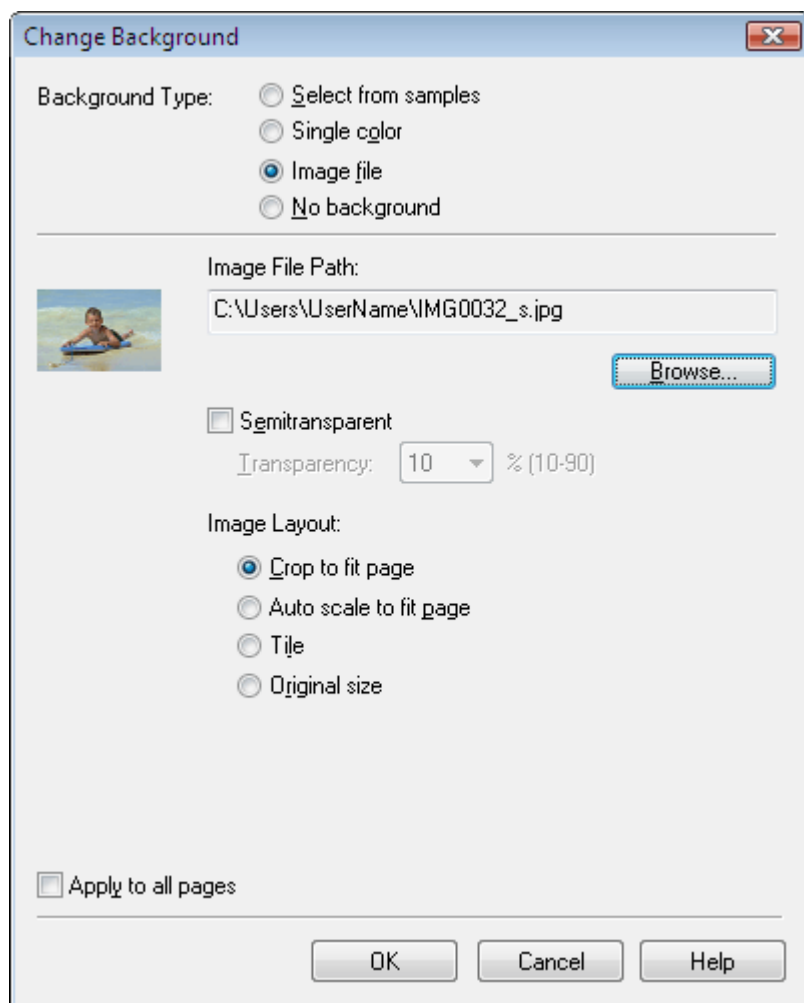 Change Background
Background Type:
Select from samples
Single color
Image file
No background
Image File Path:
C:\Users\UserName\IMG0032_s.jpg
Browse...
Semitransparent
Transparency: 10 % (10-90)
Image Layout:
Crop to fit page
Auto scale to fit page
Tile
Original size
Apply to all pages
OK Cancel Help